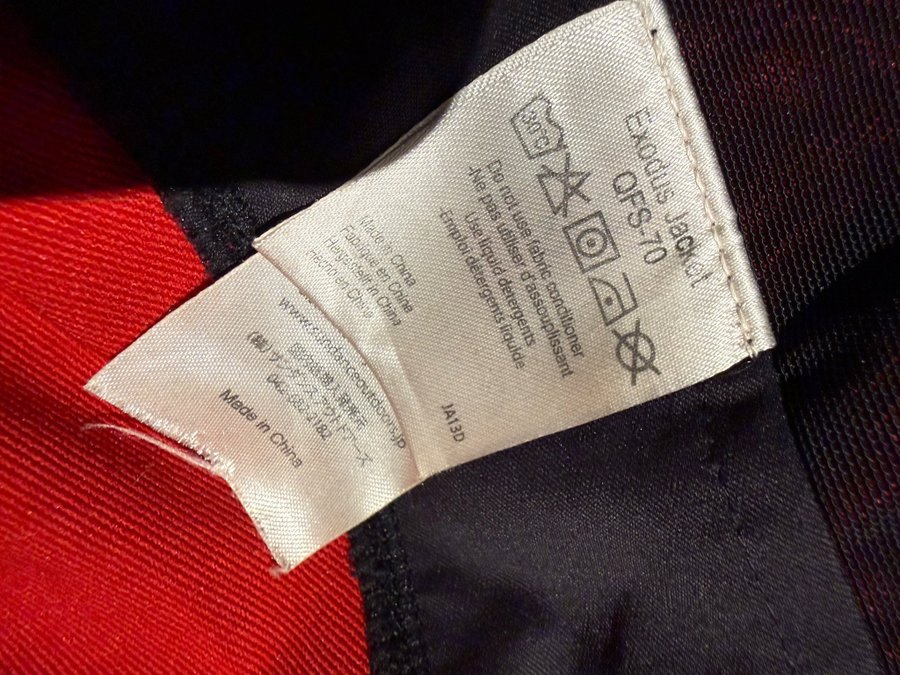 Exodus Jacket
QFS-70
30°
Do not use fabric conditioner
-Ne pas utiliser d'assouplissant
Use liquid detergents
-Emploi détergents liquide
JA13D
Made in China
Fabriqué en Chine
Hergestellt in China
Hecho en China
Made in China